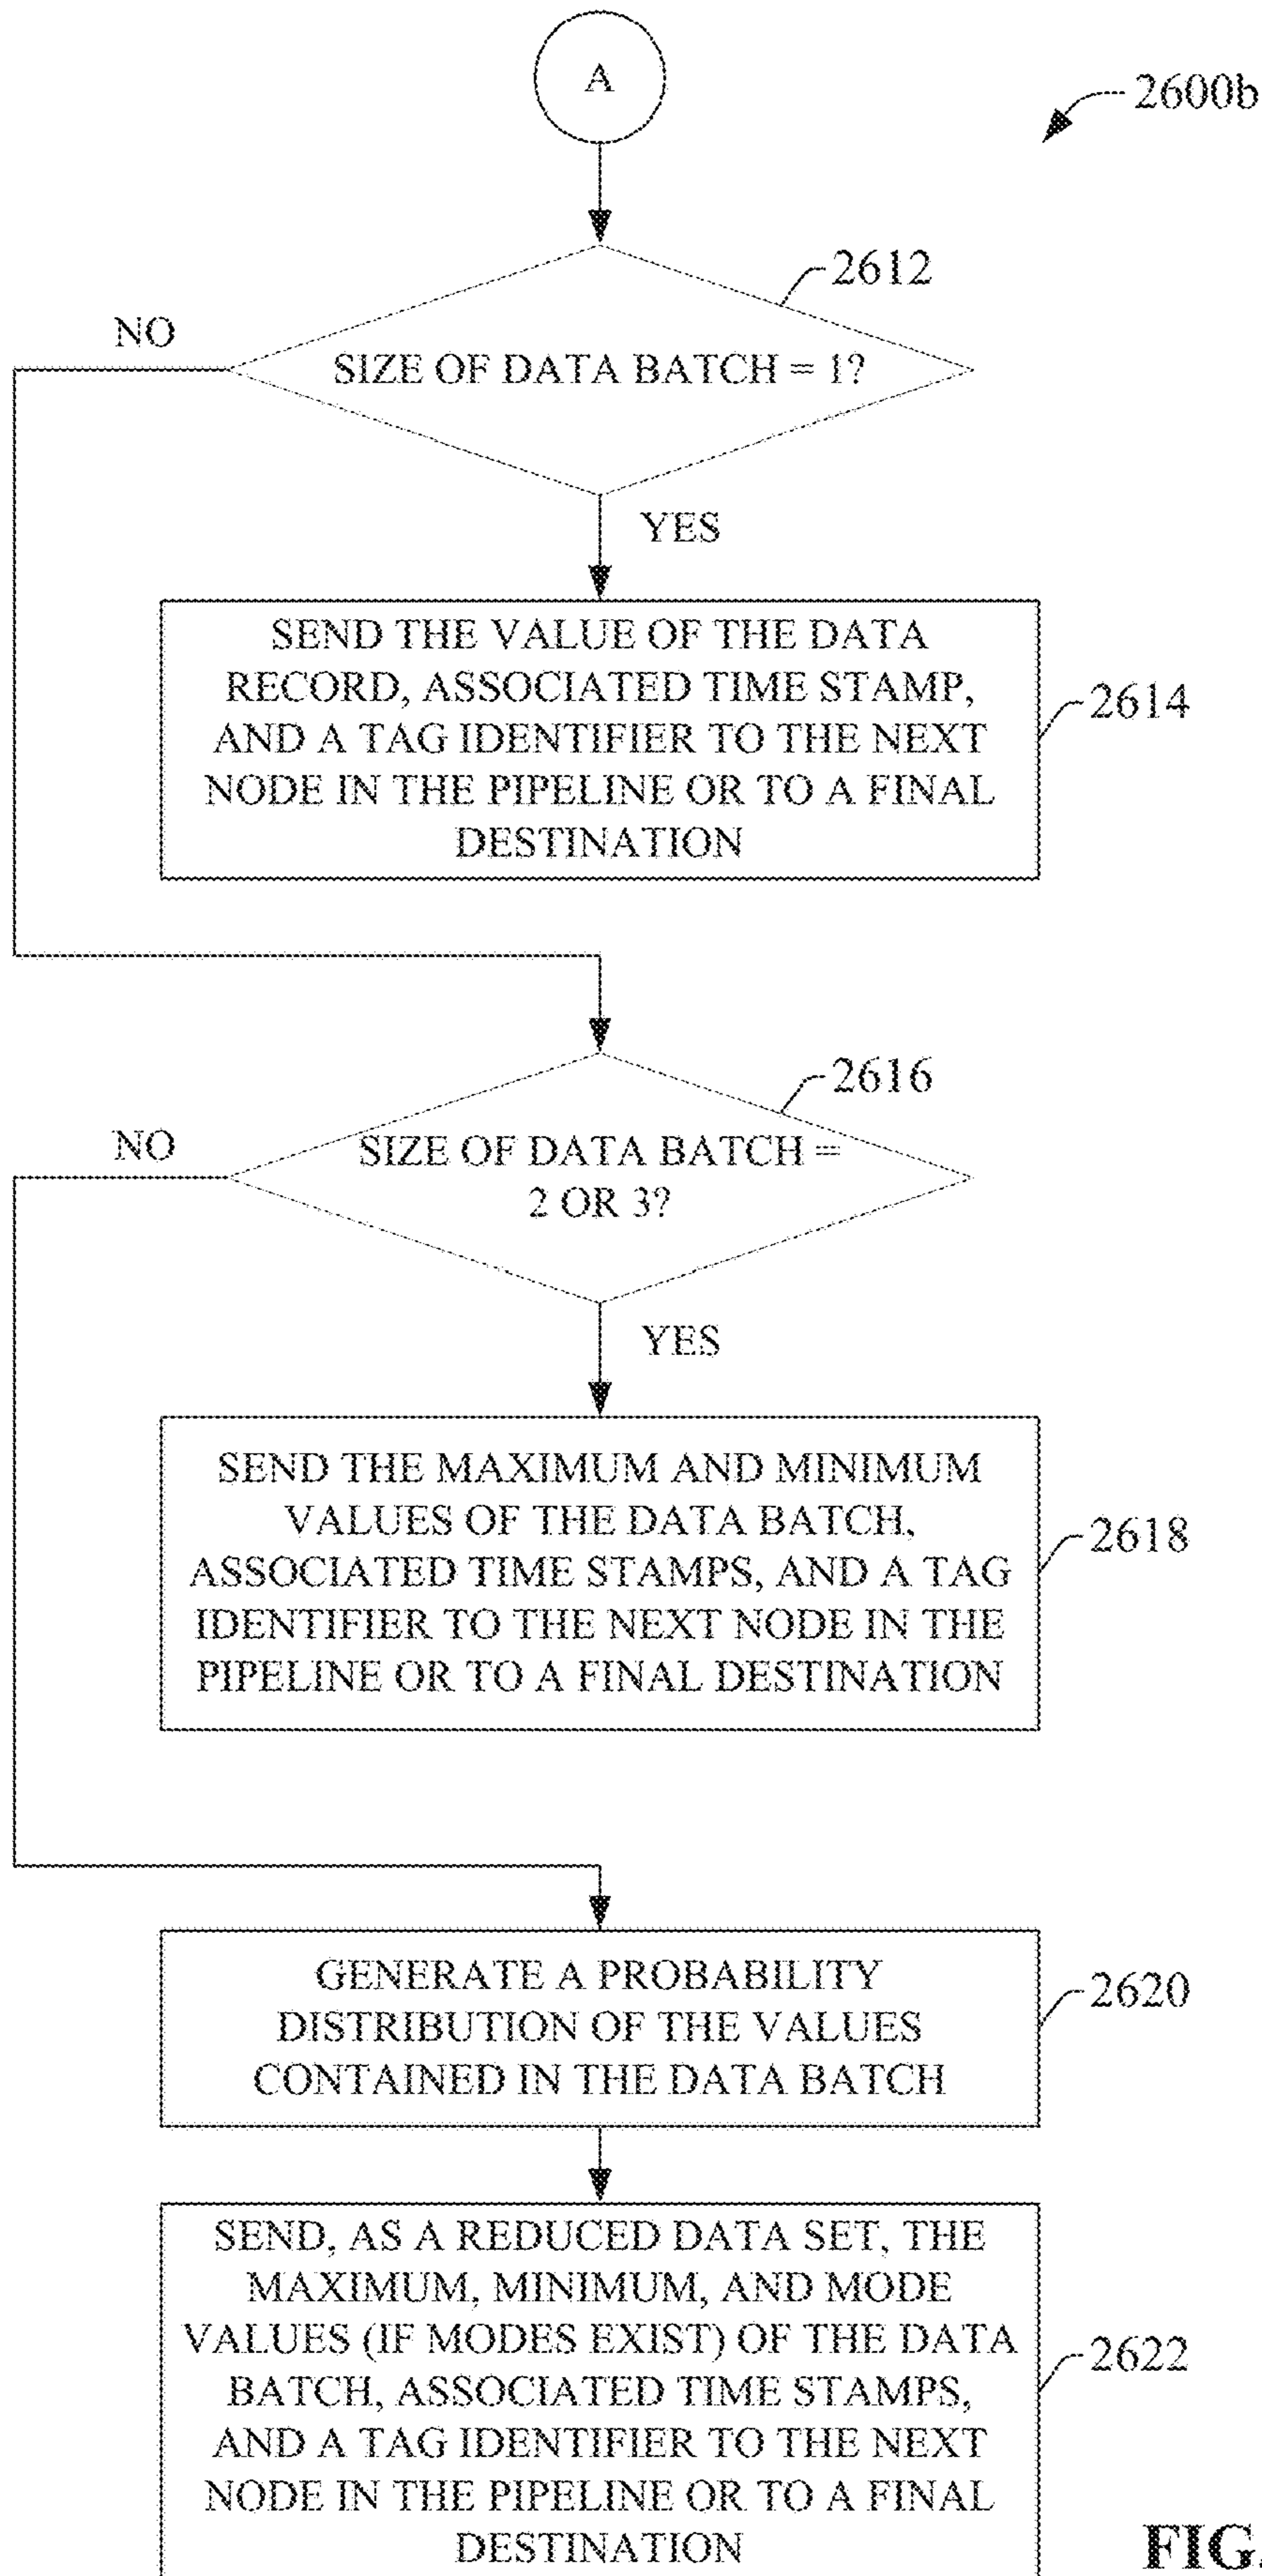 A
2600b
2612
NO
SIZE OF DATA BATCH = 1?
YES
SEND THE VALUE OF THE DATA
RECORD, ASSOCIATED TIME STAMP,
AND A TAG IDENTIFIER TO THE NEXT
NODE IN THE PIPELINE OR TO A FINAL
DESTINATION
2614
2616
NO
SIZE OF DATA BATCH =
2 OR 3?
YES
SEND THE MAXIMUM AND MINIMUM
VALUES OF THE DATA BATCH,
ASSOCIATED TIME STAMPS, AND A TAG
IDENTIFIER TO THE NEXT NODE IN THE
PIPELINE OR TO A FINAL DESTINATION
2618
GENERATE A PROBABILITY
DISTRIBUTION OF THE VALUES
CONTAINED IN THE DATA BATCH
2620
SEND, AS A REDUCED DATA SET, THE
MAXIMUM, MINIMUM, AND MODE
VALUES (IF MODES EXIST) OF THE DATA
BATCH, ASSOCIATED TIME STAMPS,
AND A TAG IDENTIFIER TO THE NEXT
NODE IN THE PIPELINE OR TO A FINAL
DESTINATION
2622
FIG.